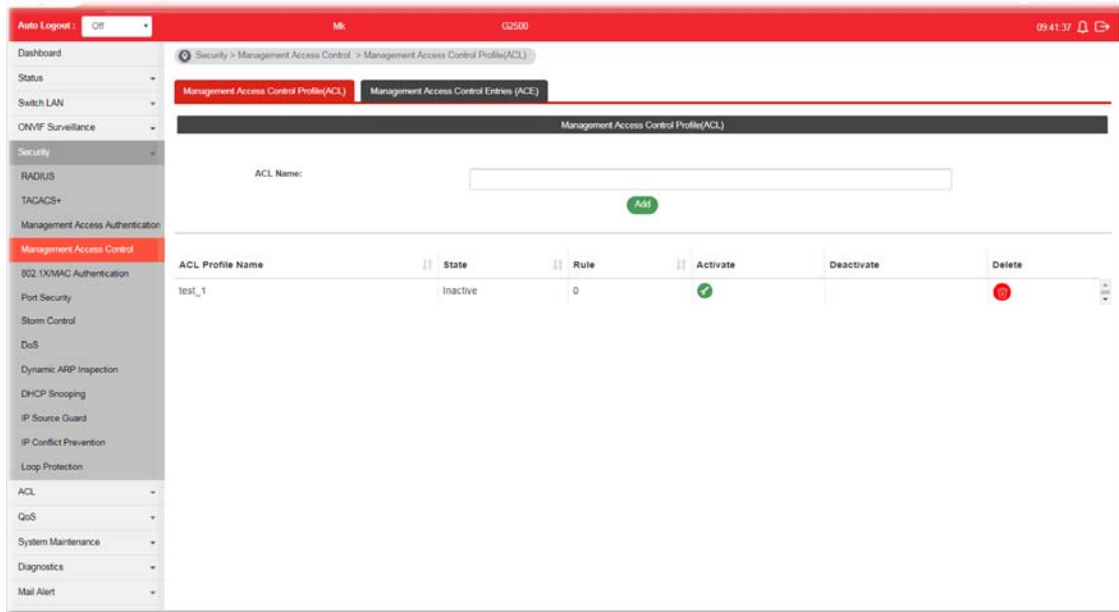 Auto Logout : Off Mk G2500 09:41:37
Dashboard
Status
Switch LAN
ONVIF Surveillance
Security
RADIUS
TACACS+
Management Access Authentication
Management Access Control
802.1X/MAC Authentication
Port Security
Storm Control
DoS
Dynamic ARP Inspection
DHCP Snooping
IP Source Guard
IP Conflict Prevention
Loop Protection
ACL
QoS
System Maintenance
Diagnostics
Mail Alert
Security > Management Access Control > Management Access Control Profile(ACL)
Management Access Control Profile(ACL) Management Access Control Entries (ACE)
Management Access Control Profile(ACL)
ACL Name:
Add
ACL Profile Name State Rule Activate Deactivate Delete
test_1 Inactive 0